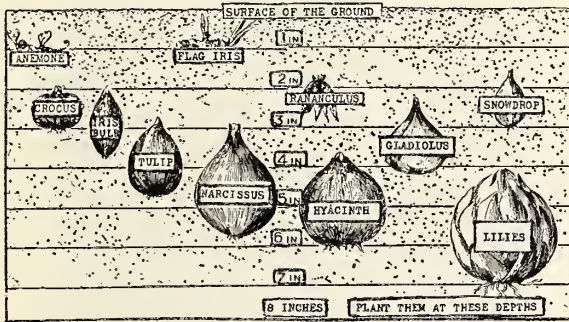 SURFACE OF THE GROUND
1 IN
ANEMONE
FLAG IRIS
2 IN
CROCUS
IRIS
BULB
RANANCULUS
SNOWDROP
3 IN
TULIP
GLADIOLUS
4 IN
NARCISSUS
5 IN
HYACINTH
LILIES
6 IN
7 IN
8 INCHES
PLANT THEM AT THESE DEPTHS